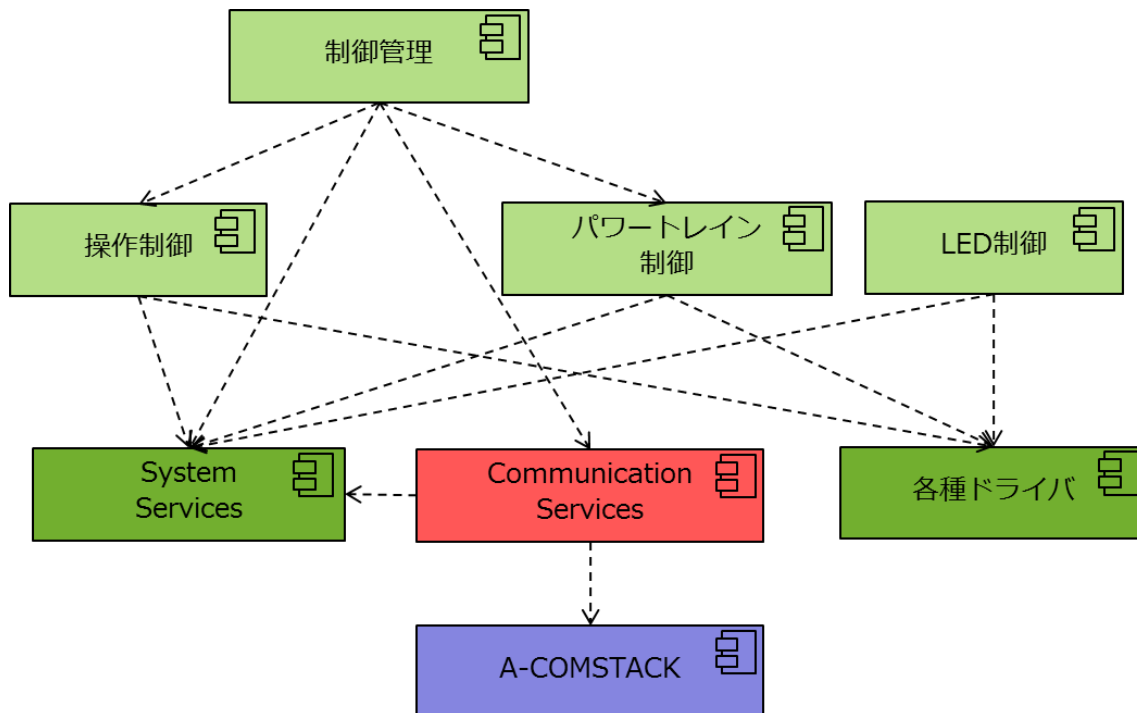 制御管理
操作制御
パワートレイン
制御
LED制御
System
Services
Communication
Services
各種ドライバ
A-COMSTACK